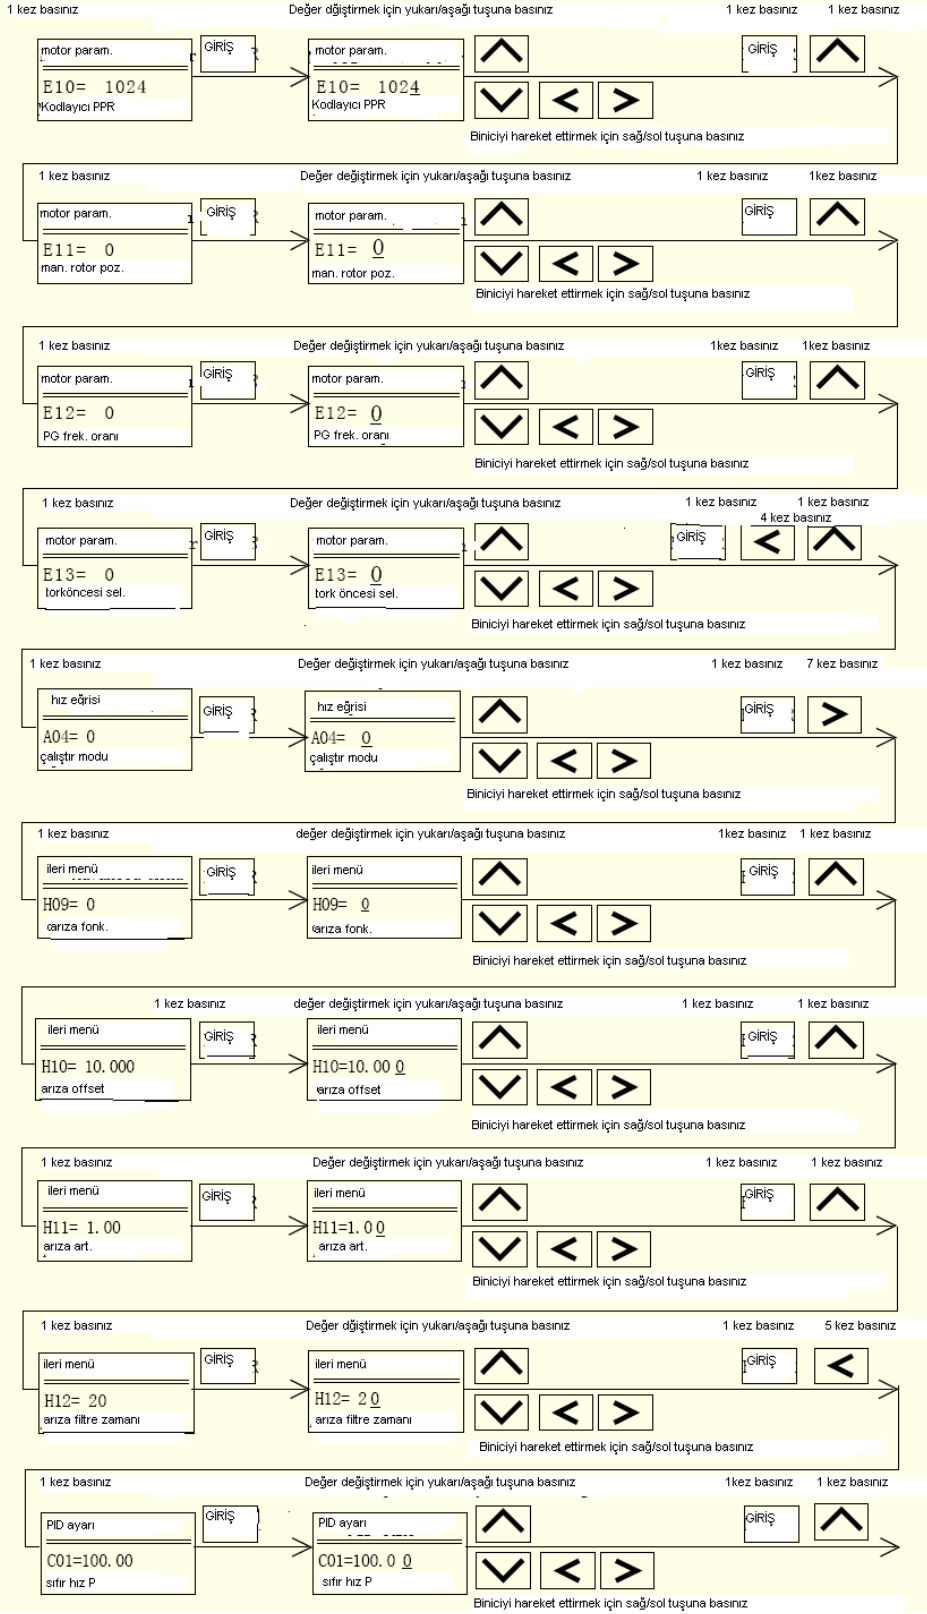 1 kez basınız Değer dğiştirmek için yukarı/aşağı tuşuna basınız 1 kez basınız 1 kez basınız
motor param. GİRİŞ motor param. GİRİŞ
E10= 1024 E10= 1024
Kodlayıcı PPR Kodlayıcı PPR
Biniciyi hareket ettirmek için sağ/sol tuşuna basınız
1 kez basınız Değer değiştirmek için yukarı/aşağı tuşuna basınız 1 kez basınız 1kez basınız
motor param. GİRİŞ motor param. GİRİŞ
E11= 0 E11= 0
man. rotor poz. man. rotor poz.
Biniciyi hareket ettirmek için sağ/sol tuşuna basınız
1 kez basınız Değer değiştirmek için yukarı/aşağı tuşuna basınız 1kez basınız 1kez basınız
motor param. GİRİŞ motor param. GİRİŞ
E12= 0 E12= 0
PG frek. oranı PG frek. oranı
Biniciyi hareket ettirmek için sağ/sol tuşuna basınız
1 kez basınız Değer değiştirmek için yukarı/aşağı tuşuna basınız 1 kez basınız 1 kez basınız
4 kez basınız
motor param. GİRİŞ motor param. GİRİŞ
E13= 0 E13= 0
torköncesi sel. tork öncesi sel.
Biniciyi hareket ettirmek için sağ/sol tuşuna basınız
1 kez basınız Değer değiştirmek için yukarı/aşağı tuşuna basınız 1 kez basınız 7 kez basınız
hız eğrisi GİRİŞ hız eğrisi GİRİŞ
A04= 0 A04= 0
çalıştır modu çalıştır modu
Biniciyi hareket ettirmek için sağ/sol tuşuna basınız
1 kez basınız değer değiştirmek için yukarı/aşağı tuşuna basınız 1kez basınız 1 kez basınız
ileri menü GİRİŞ ileri menü GİRİŞ
H09= 0 H09= 0
arıza fonk. arıza fonk.
Biniciyi hareket ettirmek için sağ/sol tuşuna basınız
1 kez basınız değer değiştirmek için yukarı/aşağı tuşuna basınız 1 kez basınız 1 kez basınız
ileri menü GİRİŞ ileri menü GİRİŞ
H10= 10.000 H10=10.00 0
arıza offset arıza offset
Biniciyi hareket ettirmek için sağ/sol tuşuna basınız
1 kez basınız Değer değiştirmek için yukarı/aşağı tuşuna basınız 1 kez basınız 1 kez basınız
ileri menü GİRİŞ ileri menü GİRİŞ
H11= 1.00 H11=1.00
arıza art. arıza art.
Biniciyi hareket ettirmek için sağ/sol tuşuna basınız
1 kez basınız Değer dğiştirmek için yukarı/aşağı tuşuna basınız 1 kez basınız 5 kez basınız
ileri menü GİRİŞ ileri menü GİRİŞ
H12= 20 H12= 20
arıza filtre zamanı arıza filtre zamanı
Biniciyi hareket ettirmek için sağ/sol tuşuna basınız
1 kez basınız Değer değiştirmek için yukarı/aşağı tuşuna basınız 1kez basınız 1 kez basınız
PID ayarı GİRİŞ PID ayarı GİRİŞ
C01=100.00 C01=100.0 0
sıfır hız P sıfır hız P
Biniciyi hareket ettirmek için sağ/sol tuşuna basınız